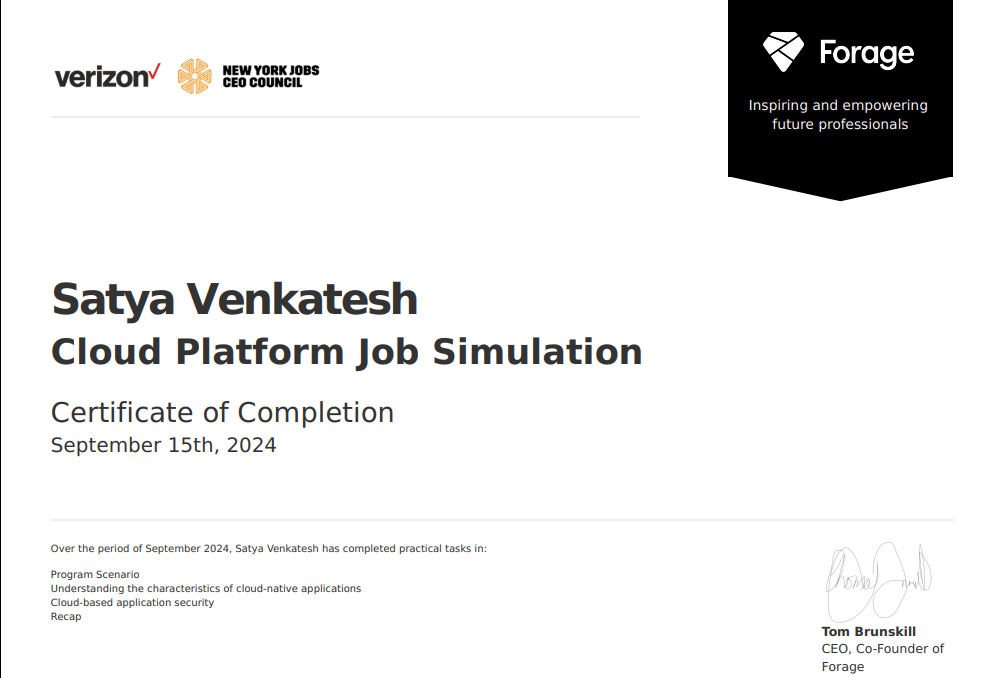 verizon
NEW YORK JOBS
CEO COUNCIL
Forage
Inspiring and empowering
future professionals
Satya Venkatesh
Cloud Platform Job Simulation
Certificate of Completion
September 15th, 2024
Over the period of September 2024, Satya Venkatesh has completed practical tasks in:
Program Scenario
Understanding the characteristics of cloud-native applications
Cloud-based application security
Recap
Tom Brunskill
CEO, Co-Founder of
Forage